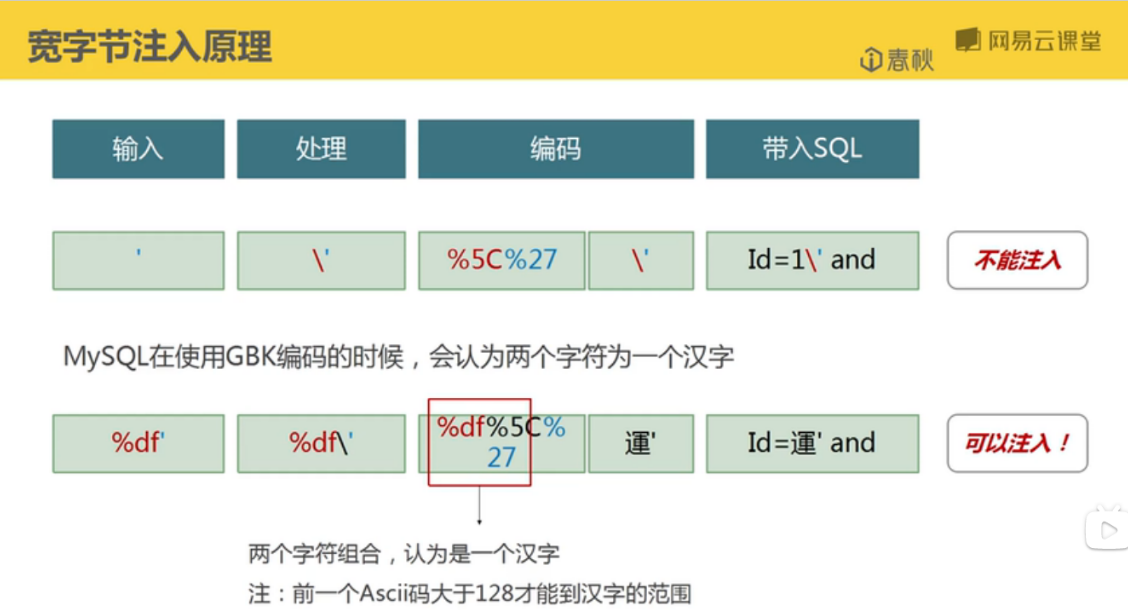 宽字节注入原理
春秋
网易云课堂
输入 处理 编码 带入SQL
' \' %5C%27 \' Id=1\' and 不能注入
MySQL在使用GBK编码的时候，会认为两个字符为一个汉字
%df' %df\' %df%5C%
27 運' Id=運' and 可以注入！
两个字符组合，认为是一个汉字
注：前一个Ascii码大于128才能到汉字的范围